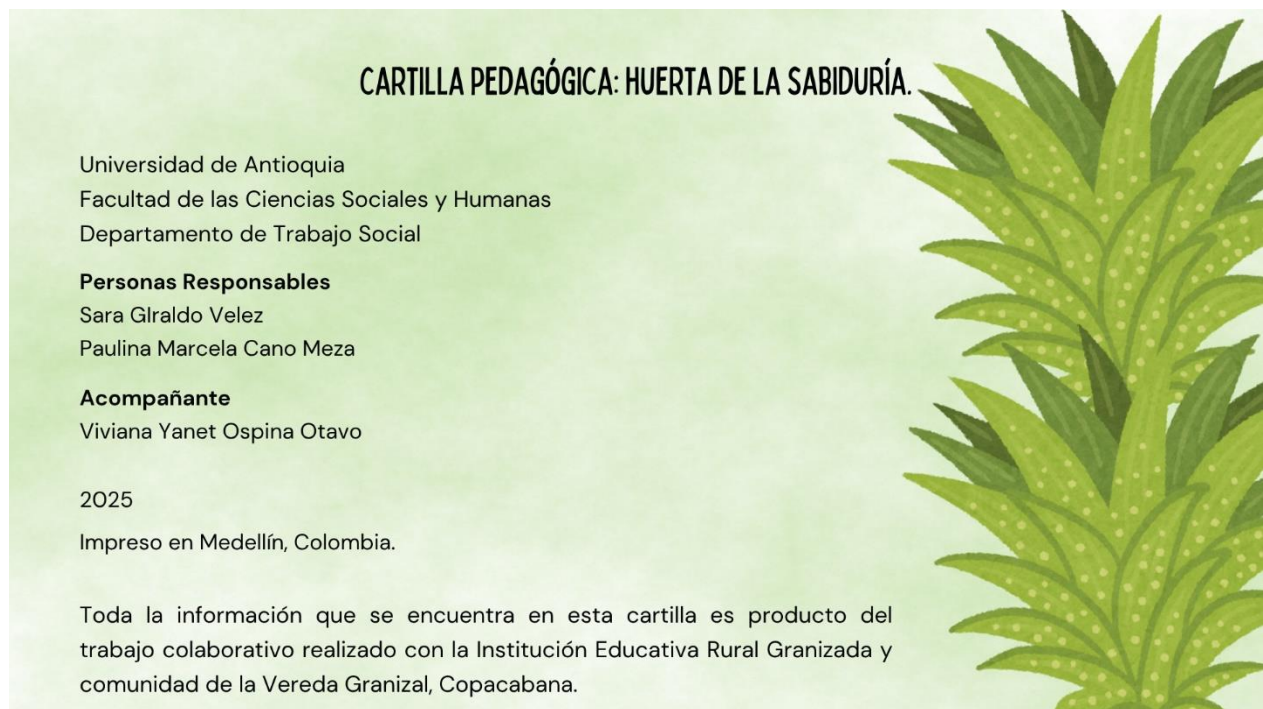 CARTILLA PEDAGÓGICA: HUERTA DE LA SABIDURÍA.
Universidad de Antioquia
Facultad de las Ciencias Sociales y Humanas
Departamento de Trabajo Social
Personas Responsables
Sara GIraldo Velez
Paulina Marcela Cano Meza
Acompañante
Viviana Yanet Ospina Otavo
2025
Impreso en Medellín, Colombia.
Toda la información que se encuentra en esta cartilla es producto del
trabajo colaborativo realizado con la Institución Educativa Rural Granizada y
comunidad de la Vereda Granizal, Copacabana.